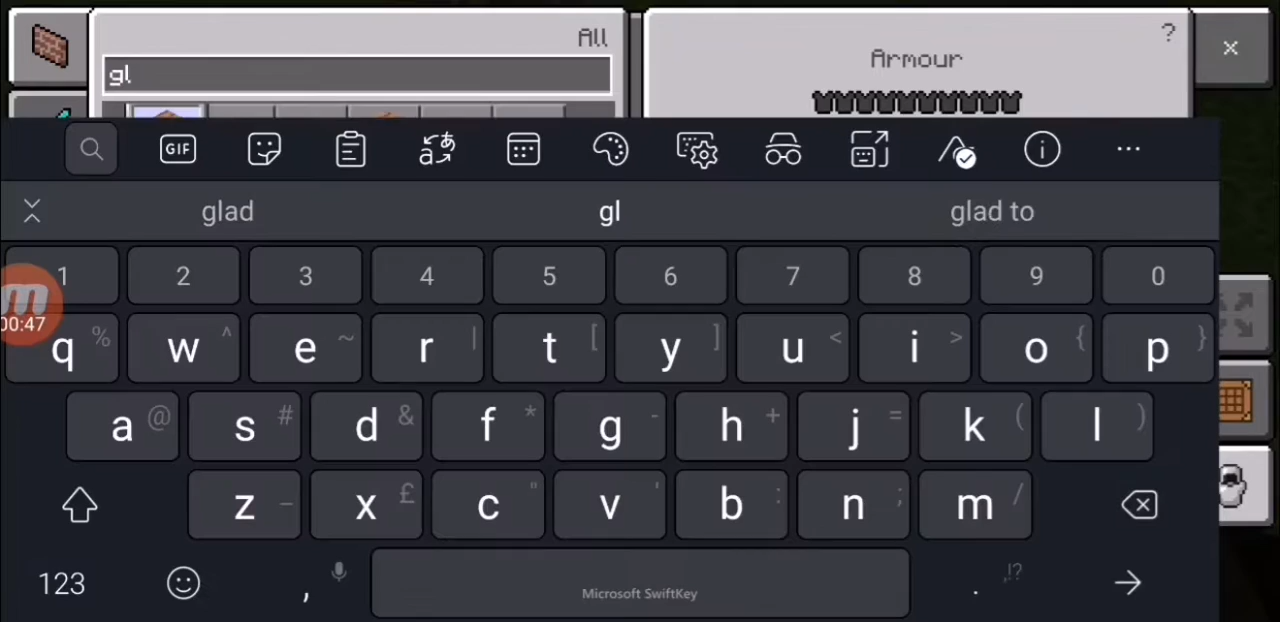 All
?
gl
Armour
GIF
glad gl glad to
1 2 3 4 5 6 7 8 9 0
q % w ^ e ~ r | t [ y ] u < i > o { p }
m
00:47
a @ s # d & f * g - h + j = k ( l )
z _ x £ c " v ' b : n ; m /
123 , Microsoft SwiftKey . ,!?